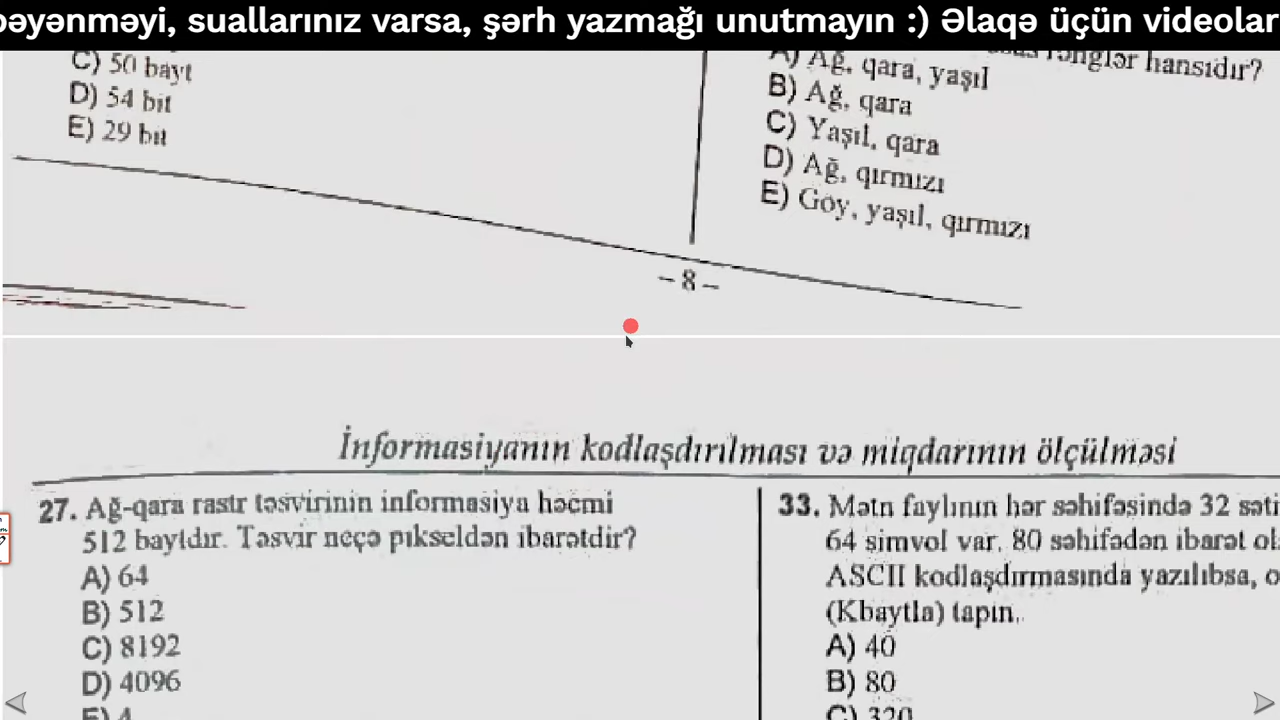 bəyənməyi, suallarınız varsa, şərh yazmağı unutmayın :) Əlaqə üçün videolar
C) 50 bayt
D) 54 bit
E) 29 bit
rənglər hansıdır?
A) Ağ, qara, yaşıl
B) Ağ, qara
C) Yaşıl, qara
D) Ağ, qırmızı
E) Göy, yaşıl, qırmızı
– 8 –
İnformasiyanın kodlaşdırılması və miqdarının ölçülməsi
27. Ağ-qara rastr təsvirinin informasiya həcmi
512 baytdır. Təsvir neçə pikseldən ibarətdir?
A) 64
B) 512
C) 8192
D) 4096
E) 4
33. Mətn faylının hər səhifəsində 32 səti
64 simvol var. 80 səhifədən ibarət ol
ASCII kodlaşdırmasında yazılıbsa, o
(Kbaytla) tapın.
A) 40
B) 80
C) 320